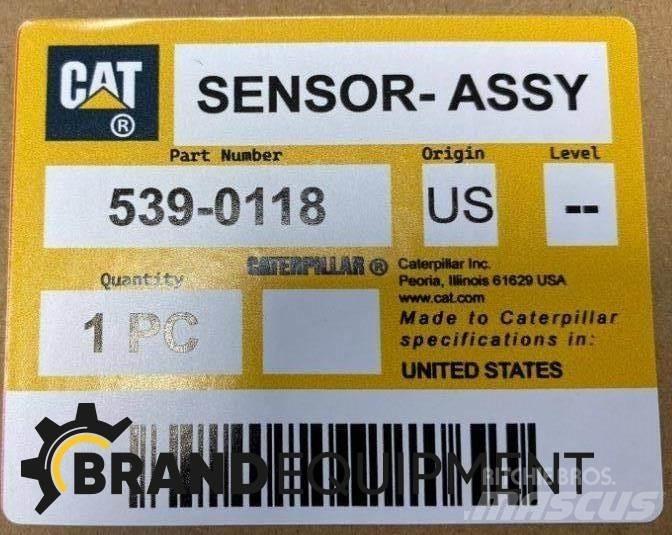 CAT
®
SENSOR- ASSY
Part Number Origin Level
539-0118 US --
Quantity
1 PC
CATERPILLAR ®
Caterpillar Inc.
Peoria, Illinois 61629 USA
www.cat.com
Made to Caterpillar
specifications in:
UNITED STATES
BRANDEQUIPMENT
RITCHIE BROS.
MASCUS